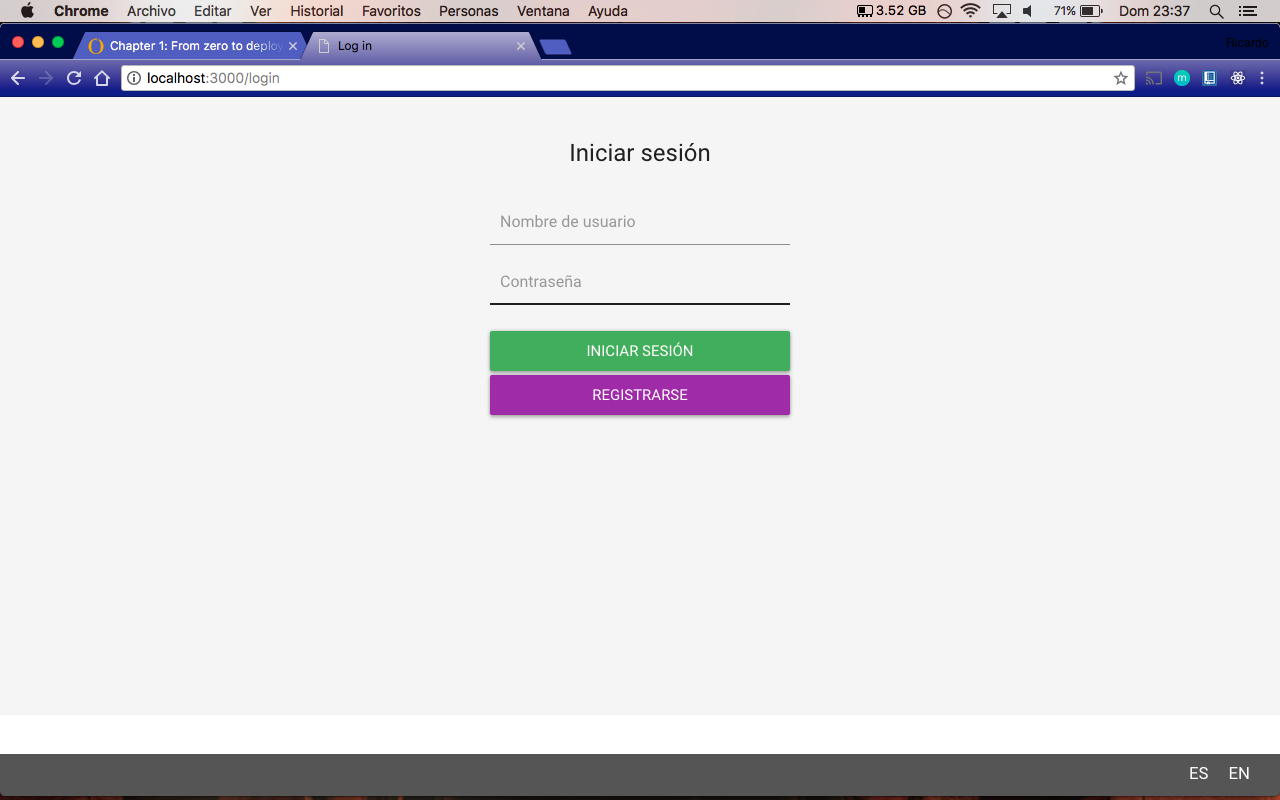 Chrome Archivo Editar Ver Historial Favoritos Personas Ventana Ayuda 3.52 GB 71% Dom 23:37
Chapter 1: From zero to deploy Log in Ricardo
localhost:3000/login
Iniciar sesión
Nombre de usuario
Contraseña
INICIAR SESIÓN
REGISTRARSE
ES EN